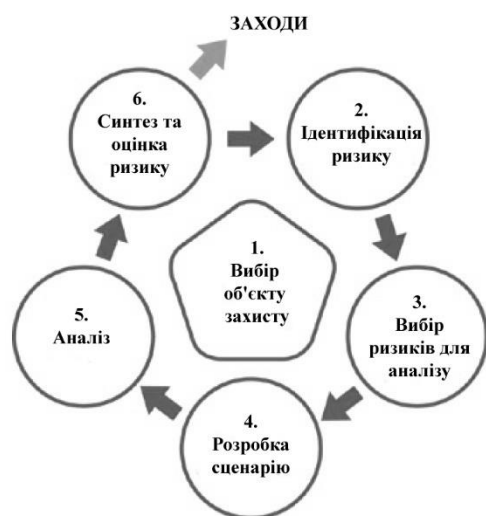 ЗАХОДИ
6.
Синтез та
оцінка
ризику
2.
Ідентифікація
ризику
1.
Вибір
об'єкту
захисту
5.
Аналіз
3.
Вибір
ризиків для
аналізу
4.
Розробка
сценарію